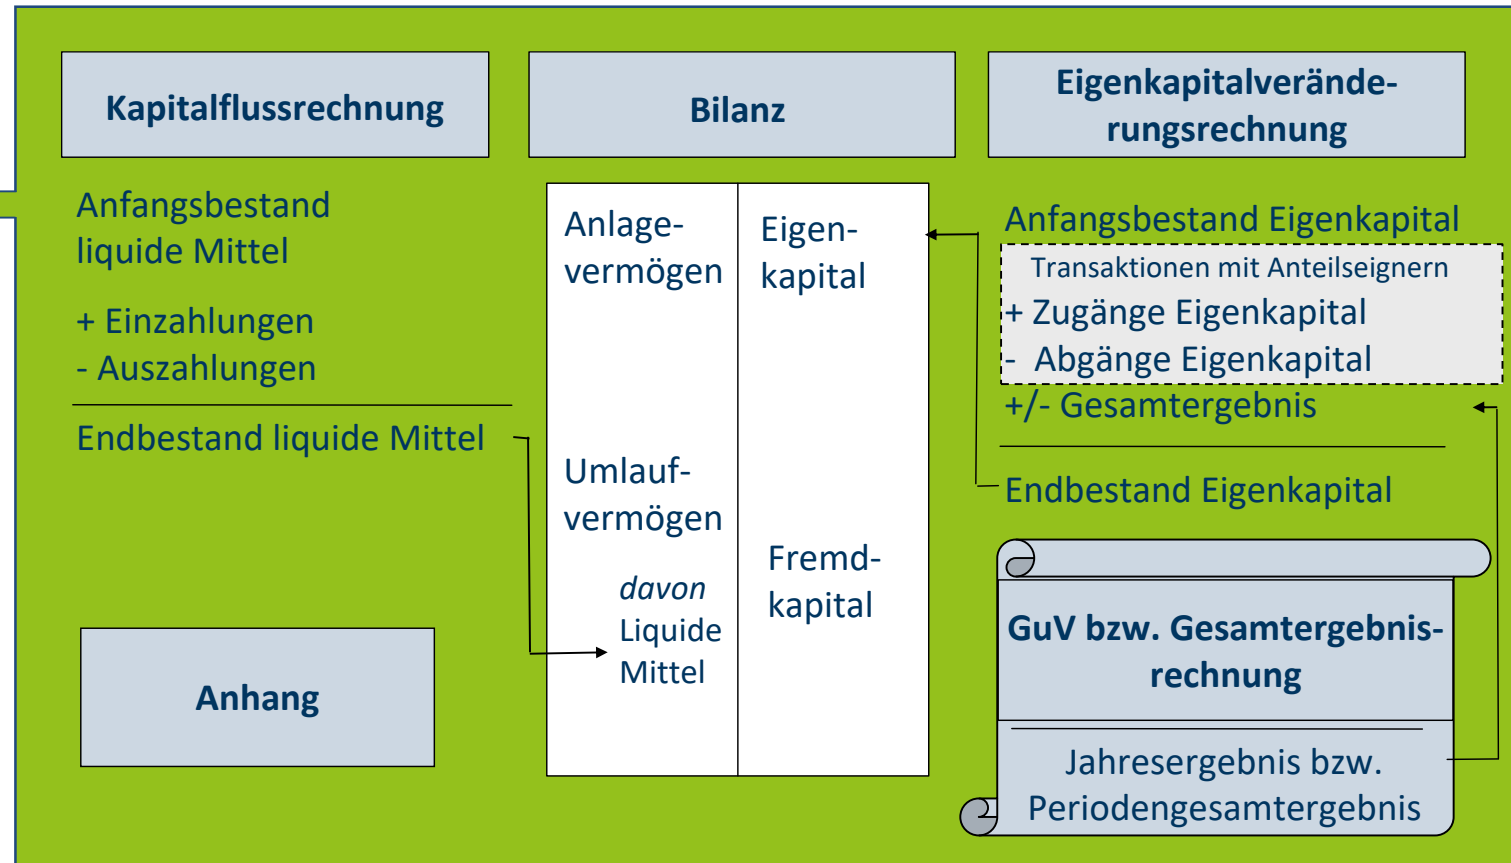 Kapitalflussrechnung
Anfangsbestand
liquide Mittel
+ Einzahlungen
- Auszahlungen
Endbestand liquide Mittel
Anhang
Bilanz
Anlage-
vermögen
Umlauf-
vermögen
davon
Liquide
Mittel
Eigen-
kapital
Fremd-
kapital
Eigenkapitalverände-
rungsrechnung
Anfangsbestand Eigenkapital
Transaktionen mit Anteilseignern
+ Zugänge Eigenkapital
- Abgänge Eigenkapital
+/- Gesamtergebnis
Endbestand Eigenkapital
GuV bzw. Gesamtergebnis-
rechnung
Jahresergebnis bzw.
Periodengesamtergebnis